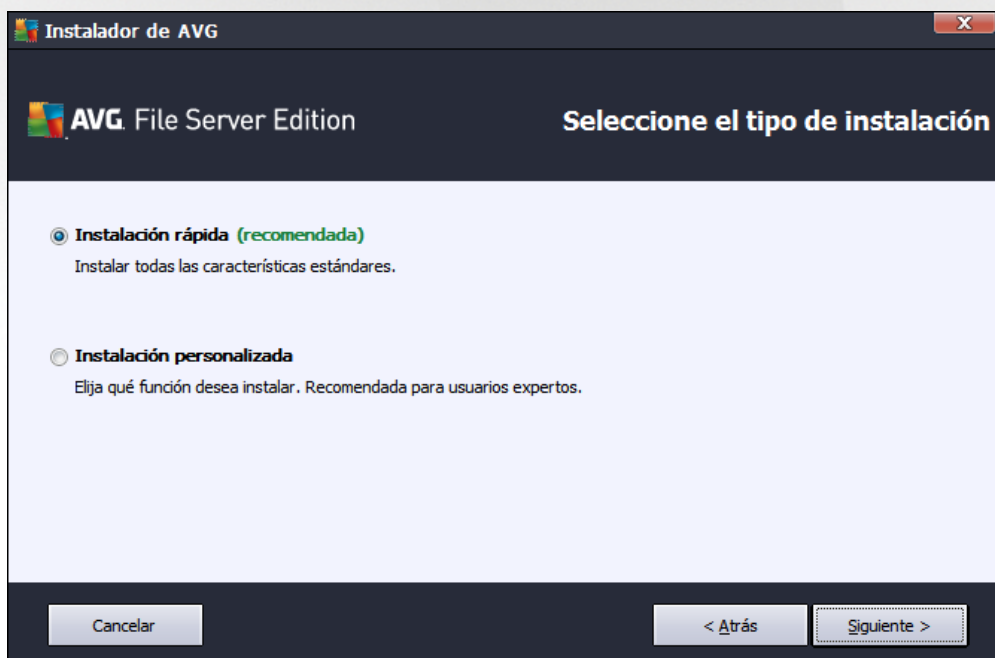 Instalador de AVG
AVG. File Server Edition
Seleccione el tipo de instalación
Instalación rápida (recomendada)
Instalar todas las características estándares.
Instalación personalizada
Elija qué función desea instalar. Recomendada para usuarios expertos.
Cancelar
< Atrás
Siguiente >